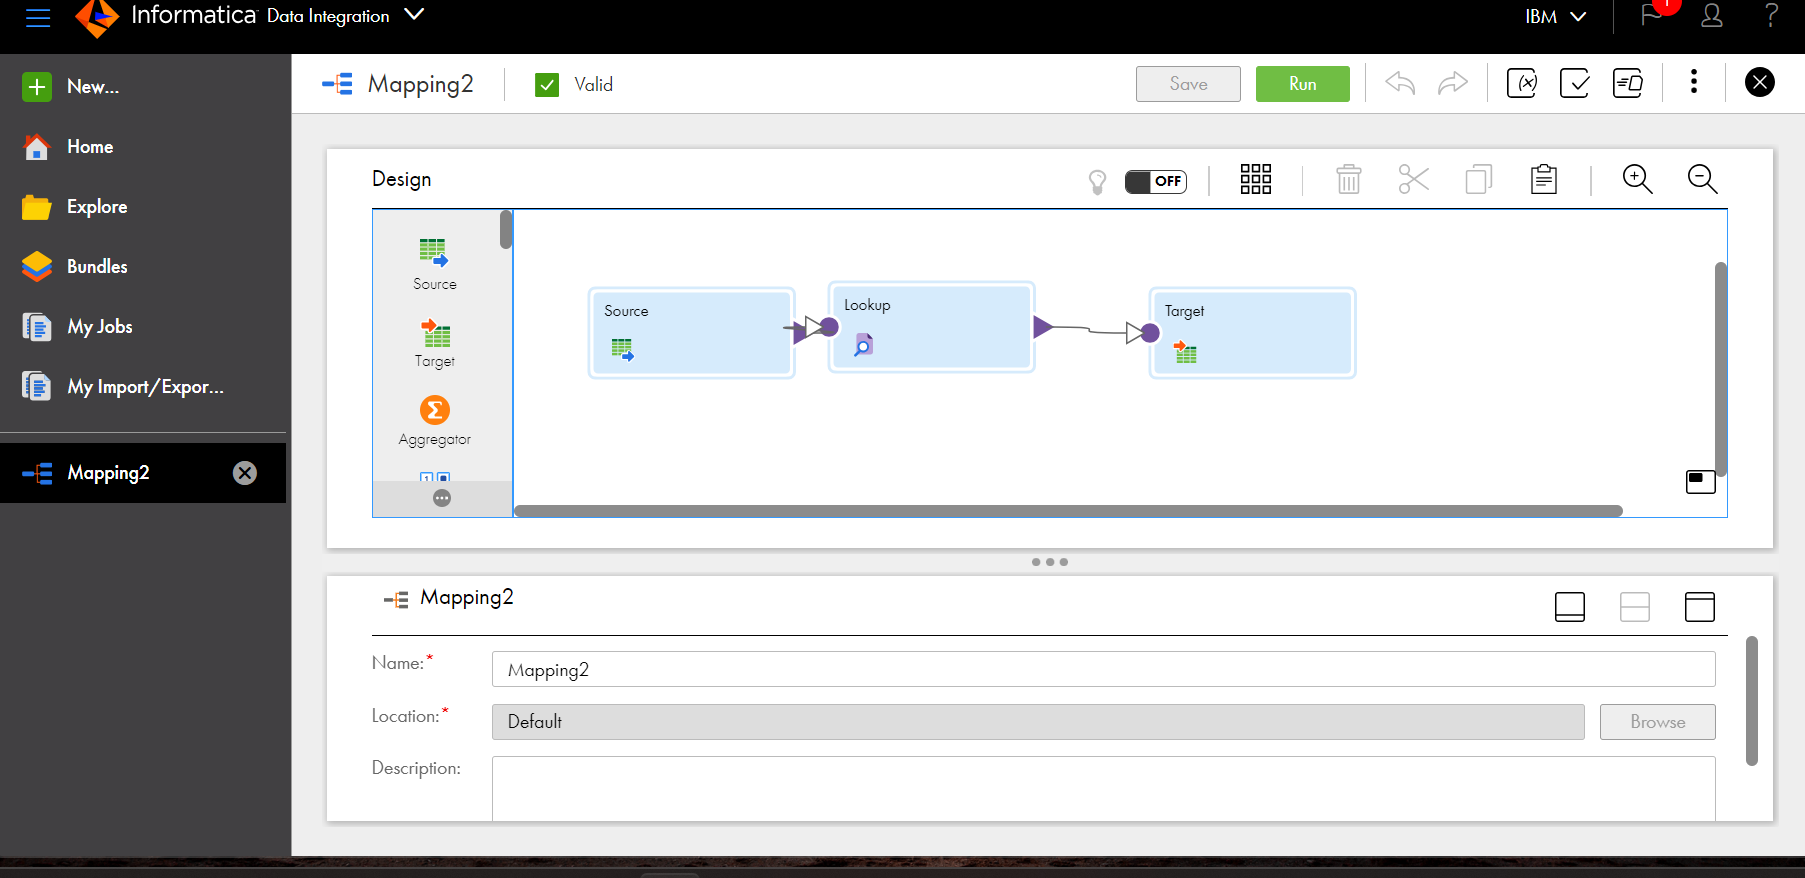 Informatica Data Integration
IBM
1
?
New...
Home
Explore
Bundles
My Jobs
My Import/Expor...
Mapping2
Mapping2
Valid
Save
Run
(x)
Design
OFF
Source
Target
Aggregator
1
Source
Lookup
Target
Mapping2
Name:*
Mapping2
Location:*
Default
Browse
Description: